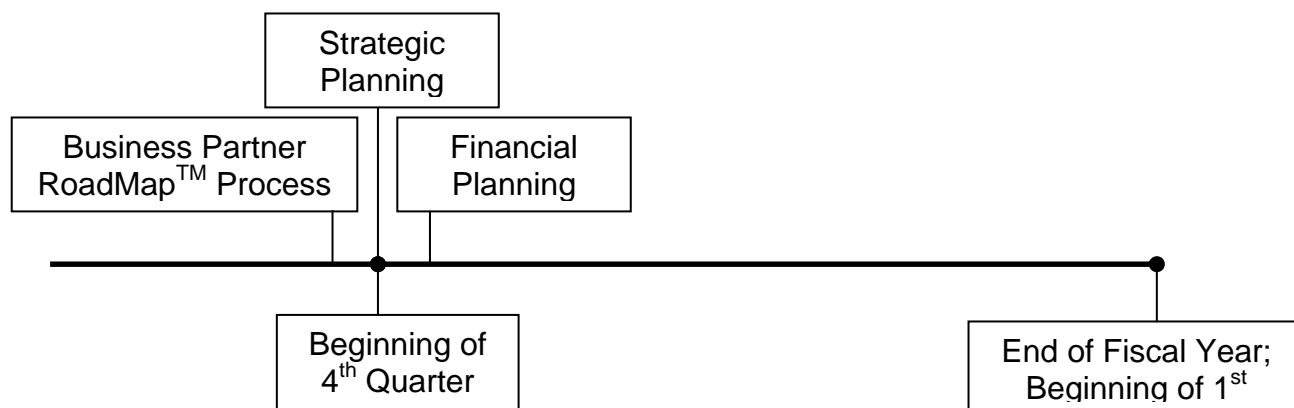 Strategic
Planning
Business Partner
RoadMap™ Process
Financial
Planning
Beginning of
4th Quarter
End of Fiscal Year;
Beginning of 1st